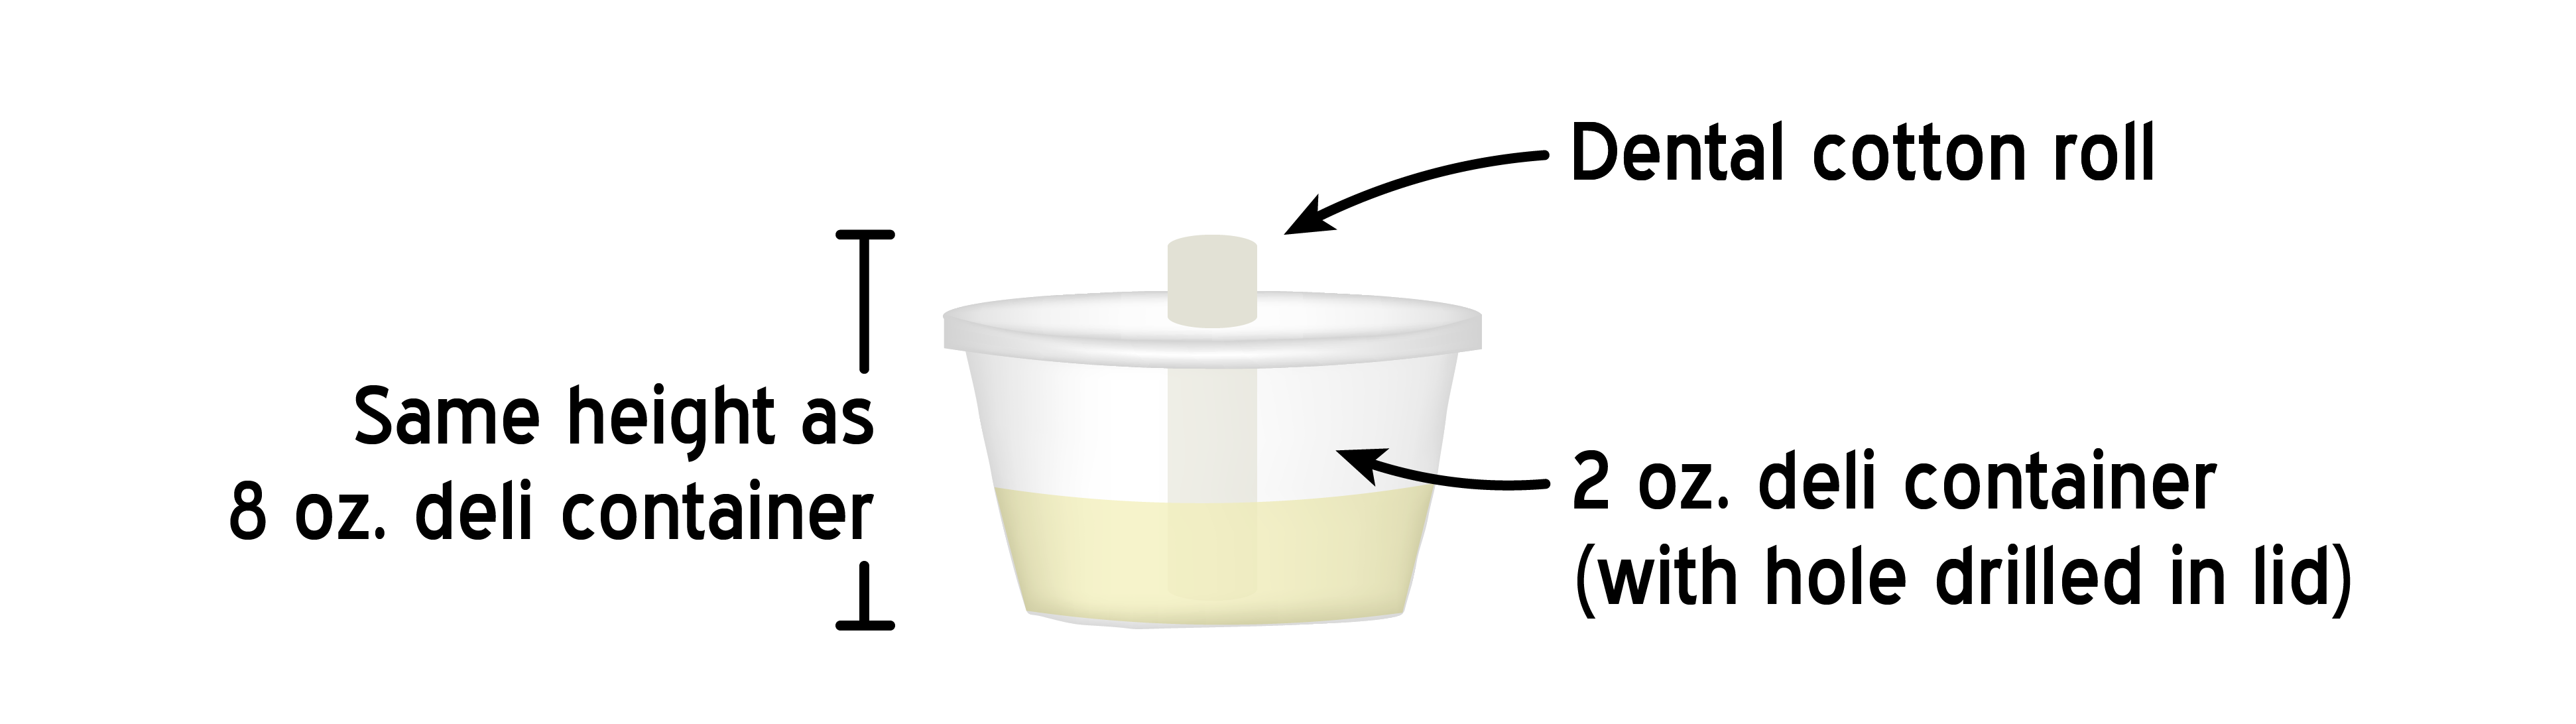 Dental cotton roll
Same height as
8 oz. deli container
2 oz. deli container
(with hole drilled in lid)